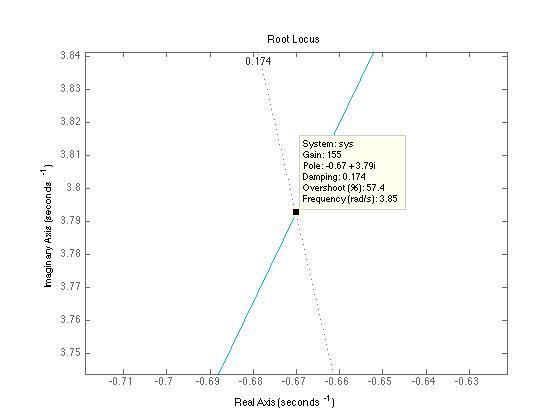 Root Locus
3.84
0.174
3.83
3.82
3.81
3.8
3.79
3.78
3.77
3.76
3.75
System: sys
Gain: 155
Pole: -0.67 + 3.79i
Damping: 0.174
Overshoot (%): 57.4
Frequency (rad/s): 3.85
Imaginary Axis (seconds -1)
-0.71
-0.7
-0.69
-0.68
-0.67
-0.66
-0.65
-0.64
-0.63
Real Axis (seconds -1)